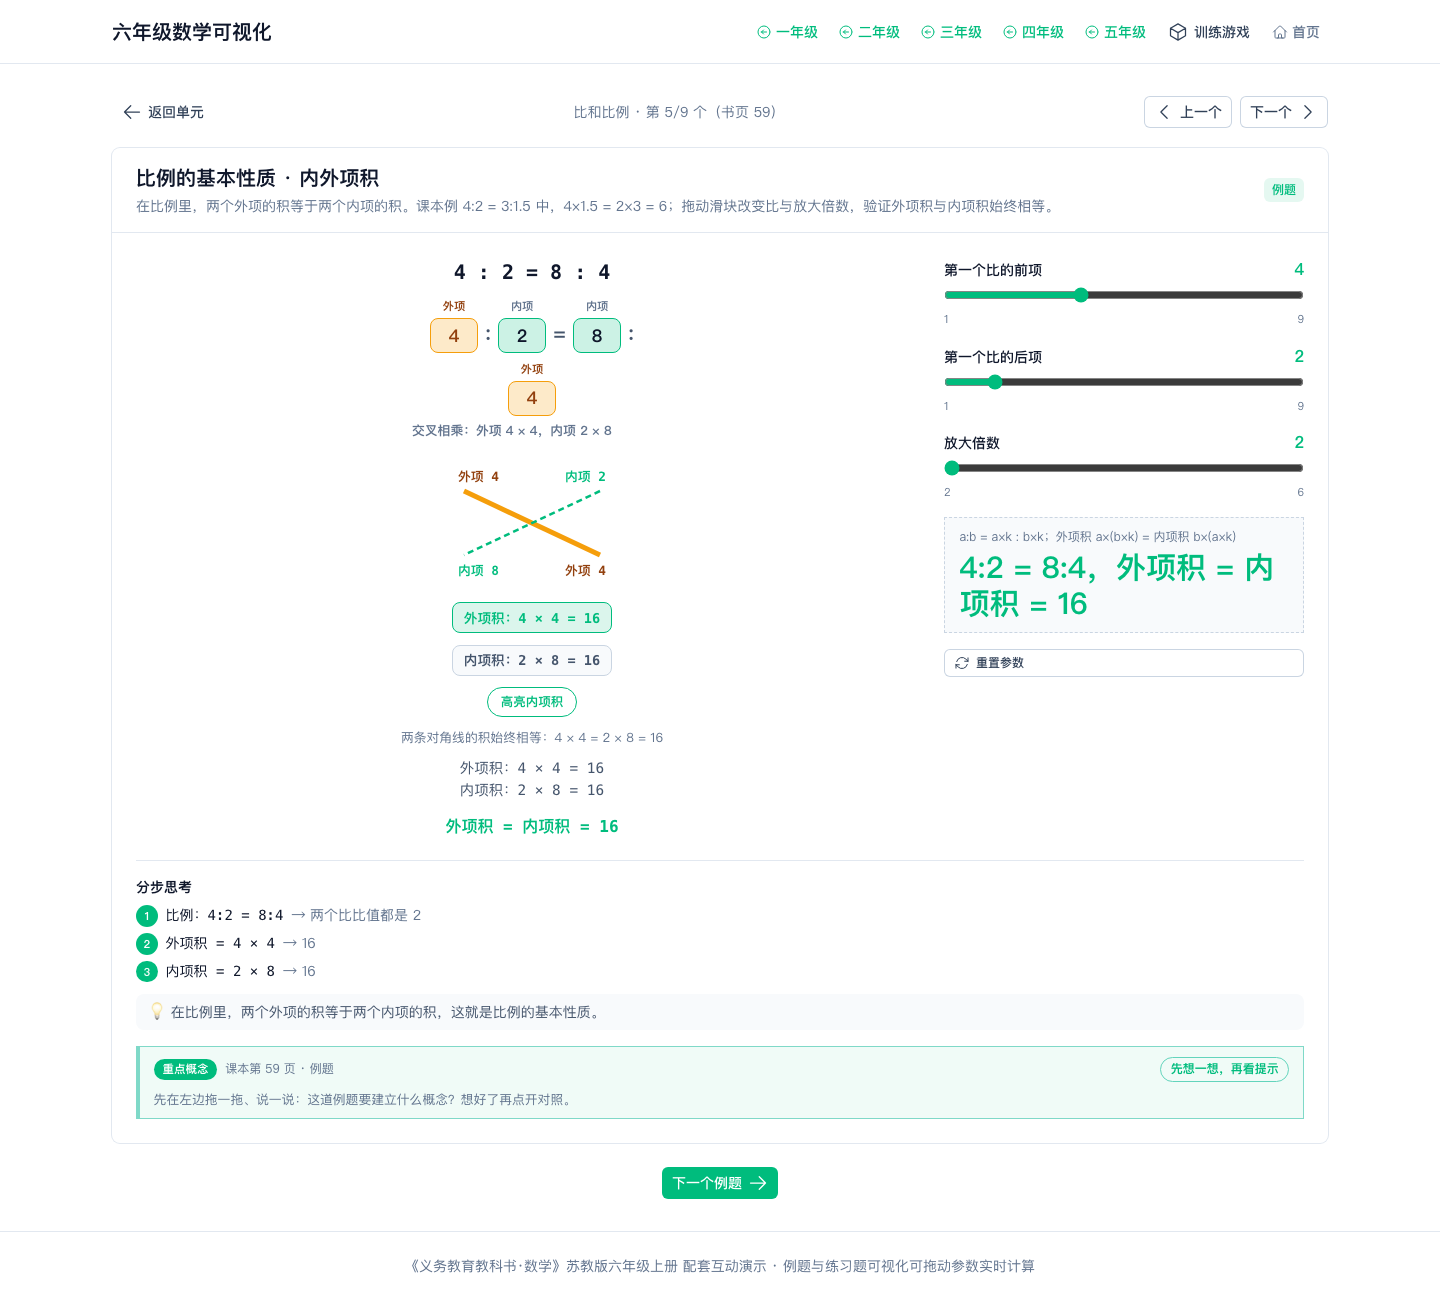 六年级数学可视化
一年级
二年级
三年级
四年级
五年级
训练游戏
首页
返回单元
比和比例 · 第 5/9 个（书页 59）
上一个
下一个
比例的基本性质 · 内外项积
在比例里，两个外项的积等于两个内项的积。课本例 4:2 = 3:1.5 中，4×1.5 = 2×3 = 6；拖动滑块改变比与放大倍数，验证外项积与内项积始终相等。
例题
4 : 2 = 8 : 4
外项 内项 内项
4 : 2 = 8 :
外项
4
交叉相乘：外项 4 × 4，内项 2 × 8
外项 4 内项 2
内项 8 外项 4
外项积：4 × 4 = 16
内项积：2 × 8 = 16
高亮内项积
两条对角线的积始终相等：4 × 4 = 2 × 8 = 16
外项积：4 × 4 = 16
内项积：2 × 8 = 16
外项积 = 内项积 = 16
第一个比的前项 4
1 9
第一个比的后项 2
1 9
放大倍数 2
2 6
a:b = a×k : b×k；外项积 a×(b×k) = 内项积 b×(a×k)
4:2 = 8:4，外项积 = 内
项积 = 16
重置参数
分步思考
1 比例：4:2 = 8:4 → 两个比比值都是 2
2 外项积 = 4 × 4 → 16
3 内项积 = 2 × 8 → 16
💡 在比例里，两个外项的积等于两个内项的积，这就是比例的基本性质。
重点概念 课本第 59 页 · 例题
先想一想，再看提示
先在左边拖一拖、说一说：这道例题要建立什么概念？想好了再点开对照。
下一个例题 →
《义务教育教科书·数学》苏教版六年级上册 配套互动演示 · 例题与练习题可视化可拖动参数实时计算